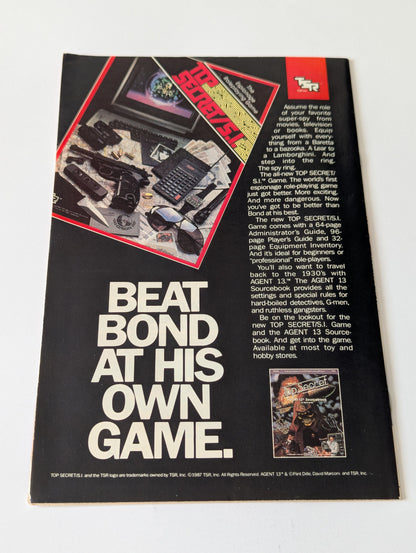 The
Espionage
Roleplaying Game
TOP
SECRET/S.I.
TSR
Assume the role
of your favorite
super-spy from
movies, television
or books. Equip
yourself with every-
thing from a Baretta
to a bazooka. A Lear to
a Lamborghini. And
step into the ring.
The spy ring.
The all-new TOP SECRET/
S.I.™ Game. The world's first
espionage role-playing game
just got better. More exciting.
And more dangerous. Now
you've got to be better than
Bond at his best.
The new TOP SECRET/S.I.
Game comes with a 64-page
Administrator's Guide, 96-
page Player's Guide and 32-
page Equipment Inventory.
And it's ideal for beginners or
"professional" role-players.
You'll also want to travel
back to the 1930's with
AGENT 13.™ The AGENT 13
Sourcebook provides all the
settings and special rules for
hard-boiled detectives, G-men,
and ruthless gangsters.
Be on the lookout for the
new TOP SECRET/S.I. Game
and the AGENT 13 Source-
book. And get into the game.
Available at most toy and
hobby stores.
BEAT
BOND
AT HIS
OWN
GAME.
Top Secret
TOP SECRET/S.I. and the TSR logo are trademarks owned by TSR, Inc. ©1987 TSR, Inc. All Rights Reserved. AGENT 13™ & ©Flint Dille, David Marconi and TSR, Inc.